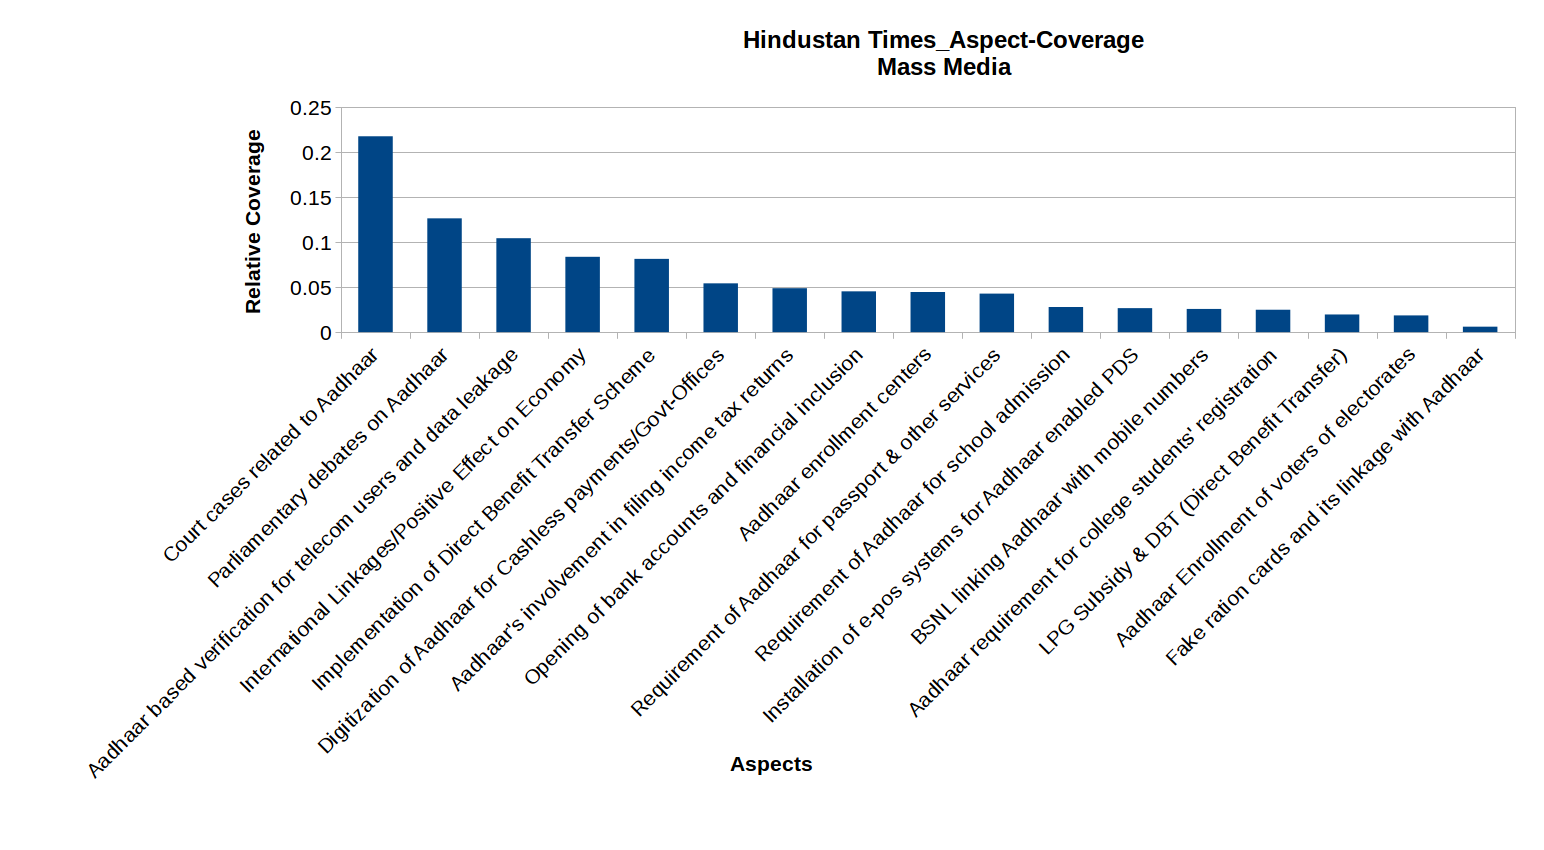 Hindustan Times_Aspect-Coverage
Mass Media
Relative Coverage
0.25
0.2
0.15
0.1
0.05
0
Court cases related to Aadhaar
Parliamentary debates on Aadhaar
Aadhaar based verification for telecom users and data leakage
International Linkages/Positive Effect on Economy
Implementation of Direct Benefit Transfer Scheme
Digitization of Aadhaar for Cashless payments/Govt-Offices
Aadhaar's involvement in filing income tax returns
Opening of bank accounts and financial inclusion
Aadhaar enrollment centers
Requirement of Aadhaar for passport & other services
Requirement of Aadhaar for school admission
Installation of e-pos systems for Aadhaar enabled PDS
BSNL linking Aadhaar with mobile numbers
Aadhaar requirement for college students' registration
LPG Subsidy & DBT (Direct Benefit Transfer)
Aadhaar Enrollment of voters of electorates
Fake ration cards and its linkage with Aadhaar
Aspects